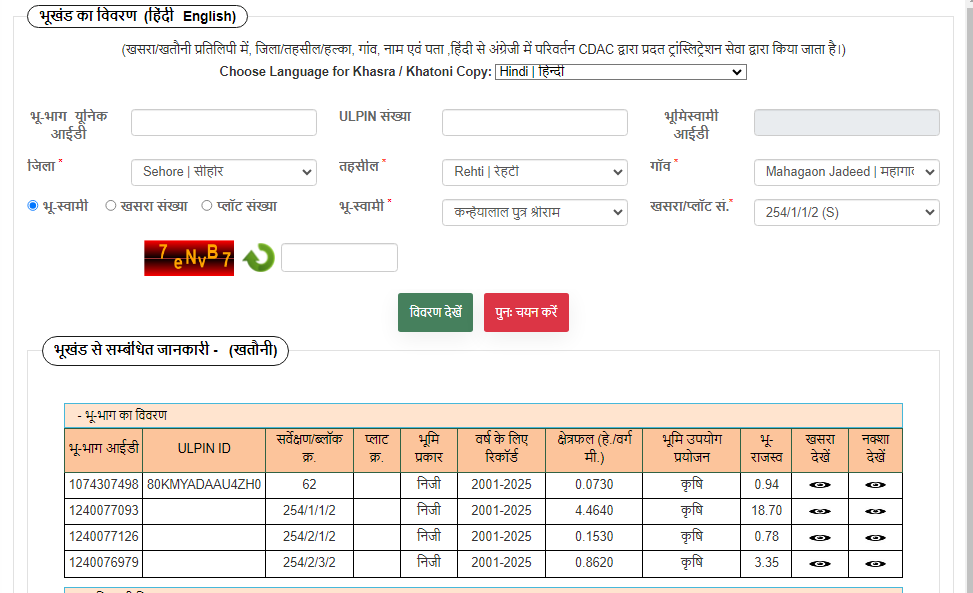 भूखंड का विवरण (हिंदी English)
(खसरा/खतौनी प्रतिलिपी में, जिला/तहसील/हल्का, गांव, नाम एवं पता ,हिंदी से अंग्रेजी में परिवर्तन CDAC द्वारा प्रदत ट्रांस्लिट्रेशन सेवा द्वारा किया जाता है।)
Choose Language for Khasra / Khatoni Copy: Hindi | हिन्दी
भू-भाग यूनिक आईडी ULPIN संख्या भूमिस्वामी आईडी
जिला * Sehore | सीहोर तहसील * Rehti | रेहटी गाँव * Mahagaon Jadeed | महागाव
भू-स्वामी खसरा संख्या प्लॉट संख्या भू-स्वामी * कन्हैयालाल पुत्र श्रीराम खसरा/प्लॉट सं.* 254/1/1/2 (S)
7eNvB7
विवरण देखें पुनः चयन करें
भूखंड से सम्बंधित जानकारी - (खतौनी)
- भू-भाग का विवरण
भू-भाग आईडी ULPIN ID सर्वेक्षण/ब्लॉक क्र. प्लाट क्र. भूमि प्रकार वर्ष के लिए रिकॉर्ड क्षेत्रफल (हे./वर्ग मी.) भूमि उपयोग प्रयोजन भू-राजस्व खसरा देखें नक्शा देखें
1074307498 80KMYADAAU4ZH0 62 निजी 2001-2025 0.0730 कृषि 0.94
1240077093 254/1/1/2 निजी 2001-2025 4.4640 कृषि 18.70
1240077126 254/2/1/2 निजी 2001-2025 0.1530 कृषि 0.78
1240076979 254/2/3/2 निजी 2001-2025 0.8620 कृषि 3.35